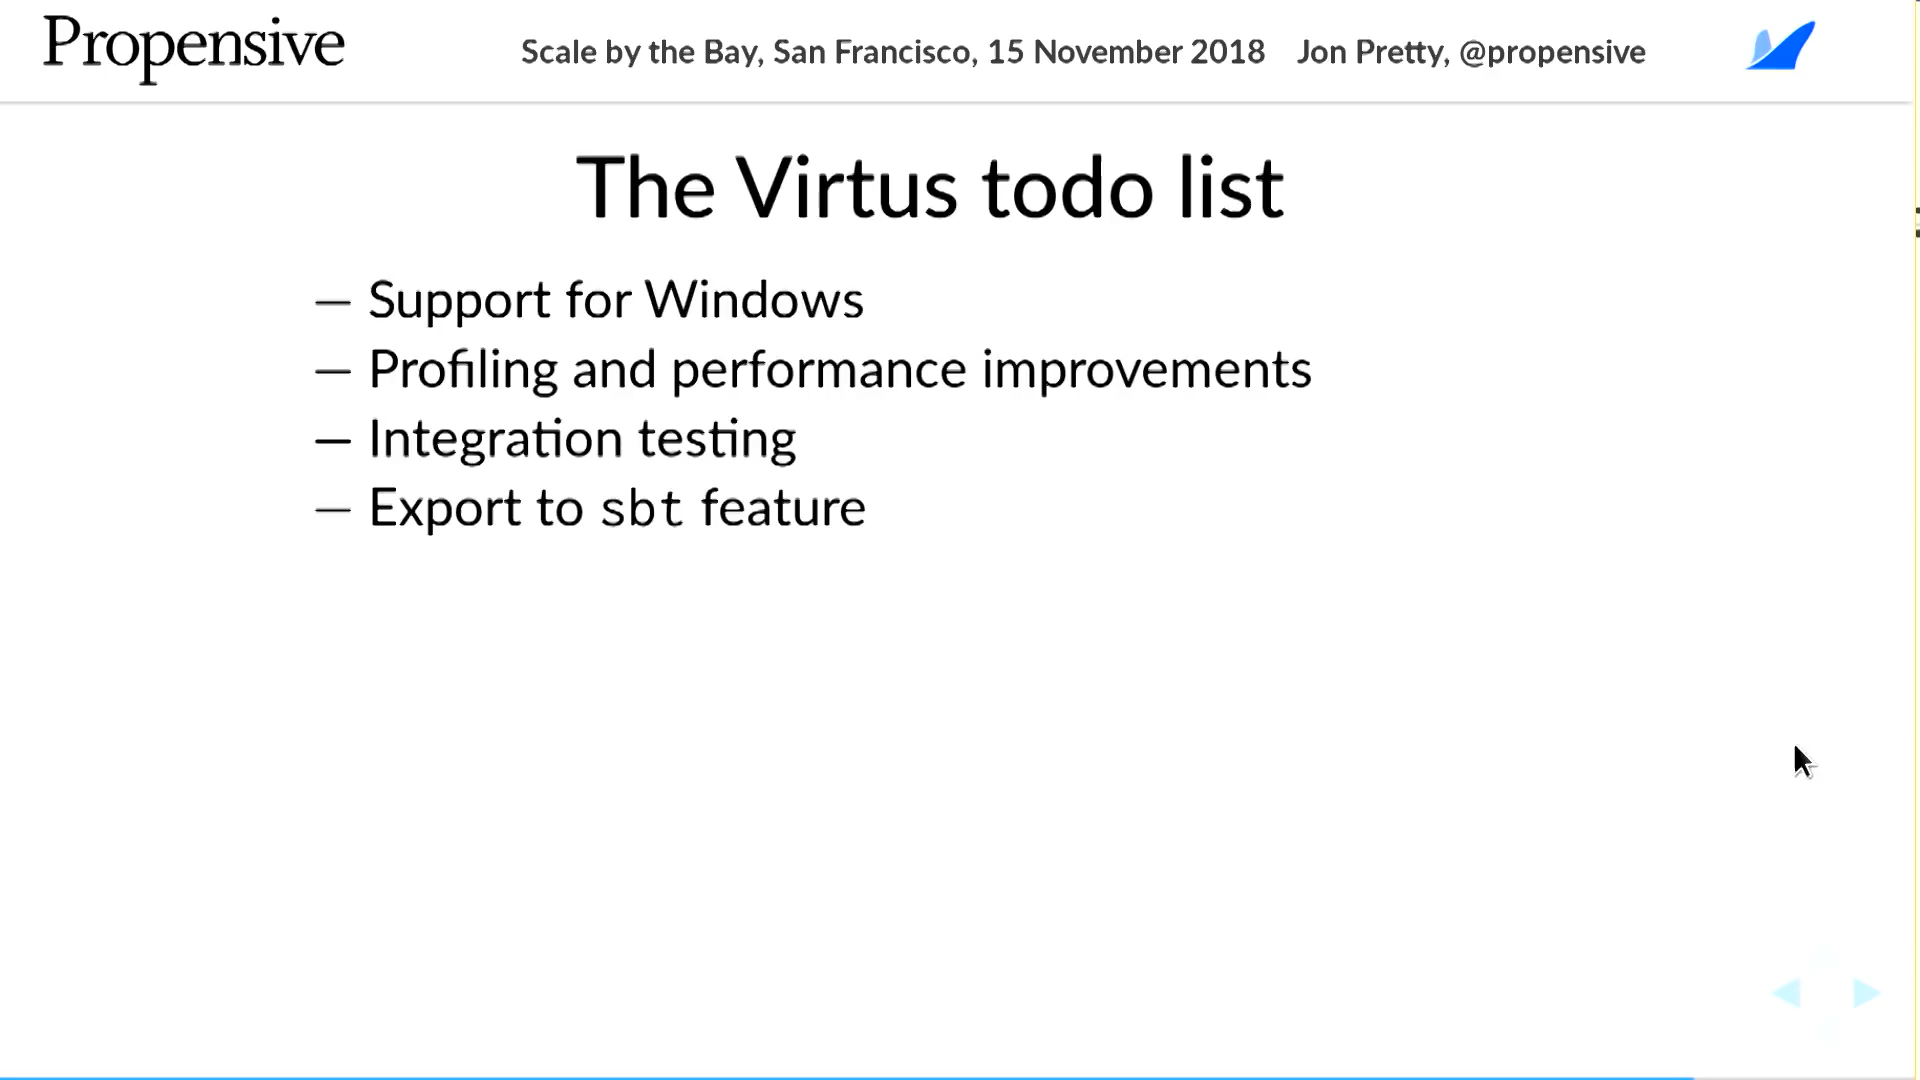 Propensive
Scale by the Bay, San Francisco, 15 November 2018 Jon Pretty, @propensive
The Virtus todo list
— Support for Windows
— Profiling and performance improvements
— Integration testing
— Export to sbt feature